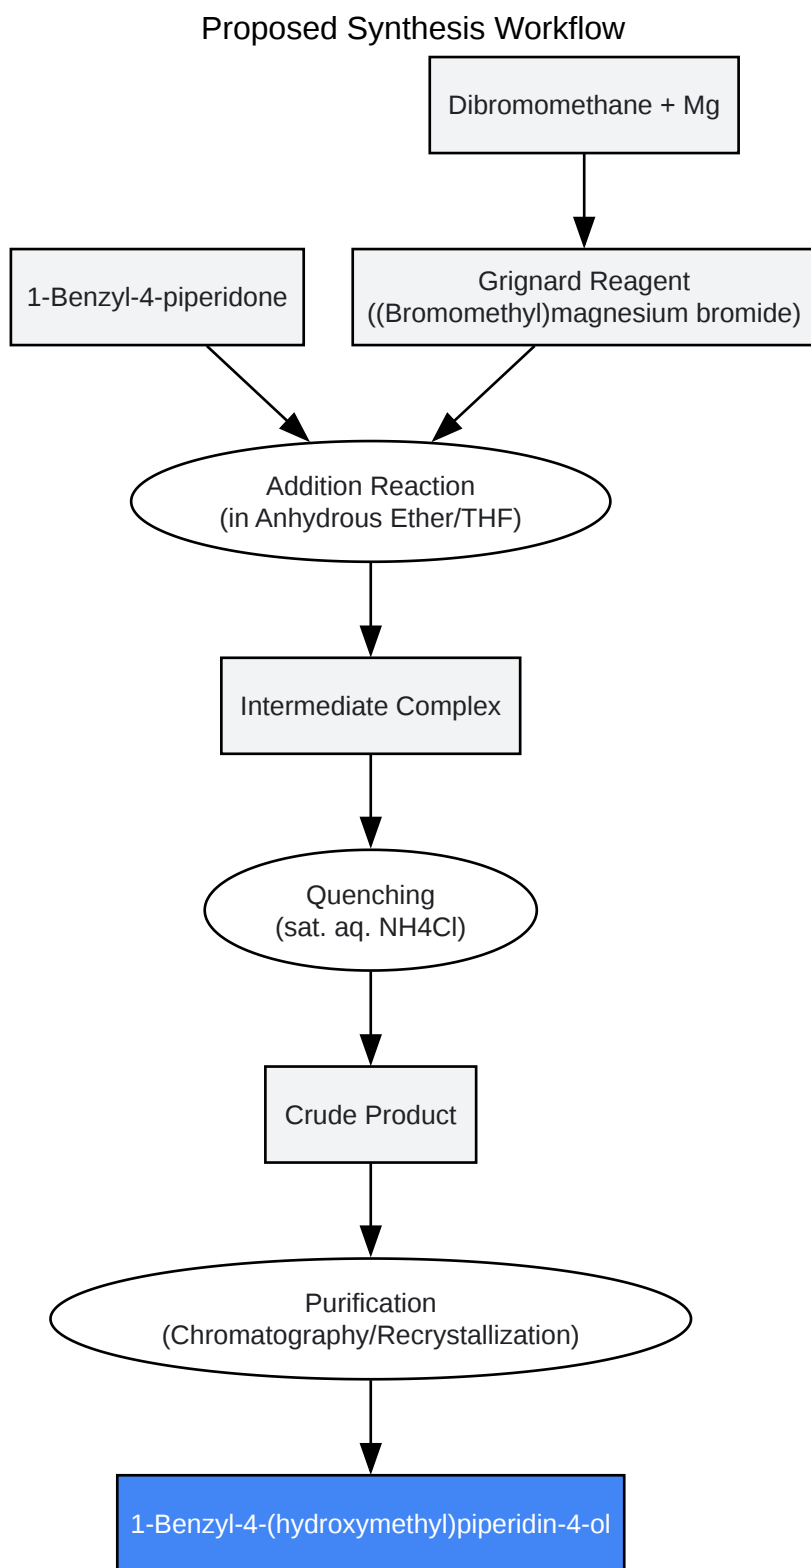 Proposed Synthesis Workflow
Dibromomethane + Mg
1-Benzyl-4-piperidone
Grignard Reagent
((Bromomethyl)magnesium bromide)
Addition Reaction
(in Anhydrous Ether/THF)
Intermediate Complex
Quenching
(sat. aq. NH4Cl)
Crude Product
Purification
(Chromatography/Recrystallization)
1-Benzyl-4-(hydroxymethyl)piperidin-4-ol